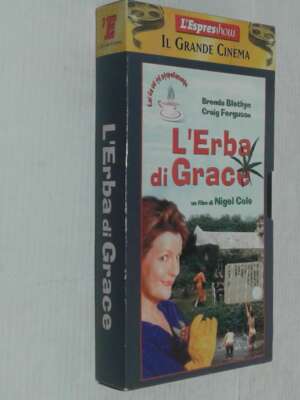 L'Espresshow
IL GRANDE CINEMA
Brenda Blethyn
Craig Ferguson
L'Erba
di Grace
un film di Nigel Cole
L'Erba di Grace